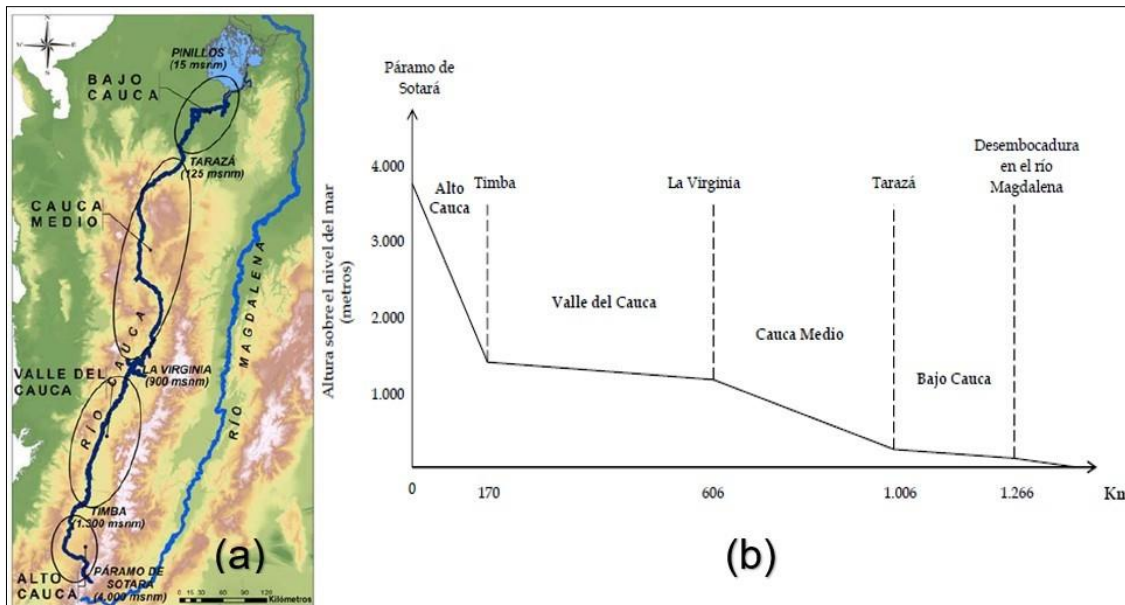 PINILLOS
(15 msnm)
BAJO
CAUCA
TARAZÁ
(125 msnm)
CAUCA
MEDIO
RÍO MAGDALENA
RÍO CAUCA
LA VIRGINIA
(900 msnm)
VALLE DEL
CAUCA
TIMBA
(1.300 msnm)
PÁRAMO DE
SOTARÁ
(4.000 msnm)
ALTO
CAUCA
Kilómetros
(a)
Páramo de
Sotará
Altura sobre el nivel del mar
(metros)
4.000
3.000
2.000
1.000
Alto
Cauca
Timba
La Virginia
Tarazá
Desembocadura
en el río
Magdalena
Valle del Cauca
Cauca Medio
Bajo Cauca
0
170
606
1.006
1.266
Km
(b)